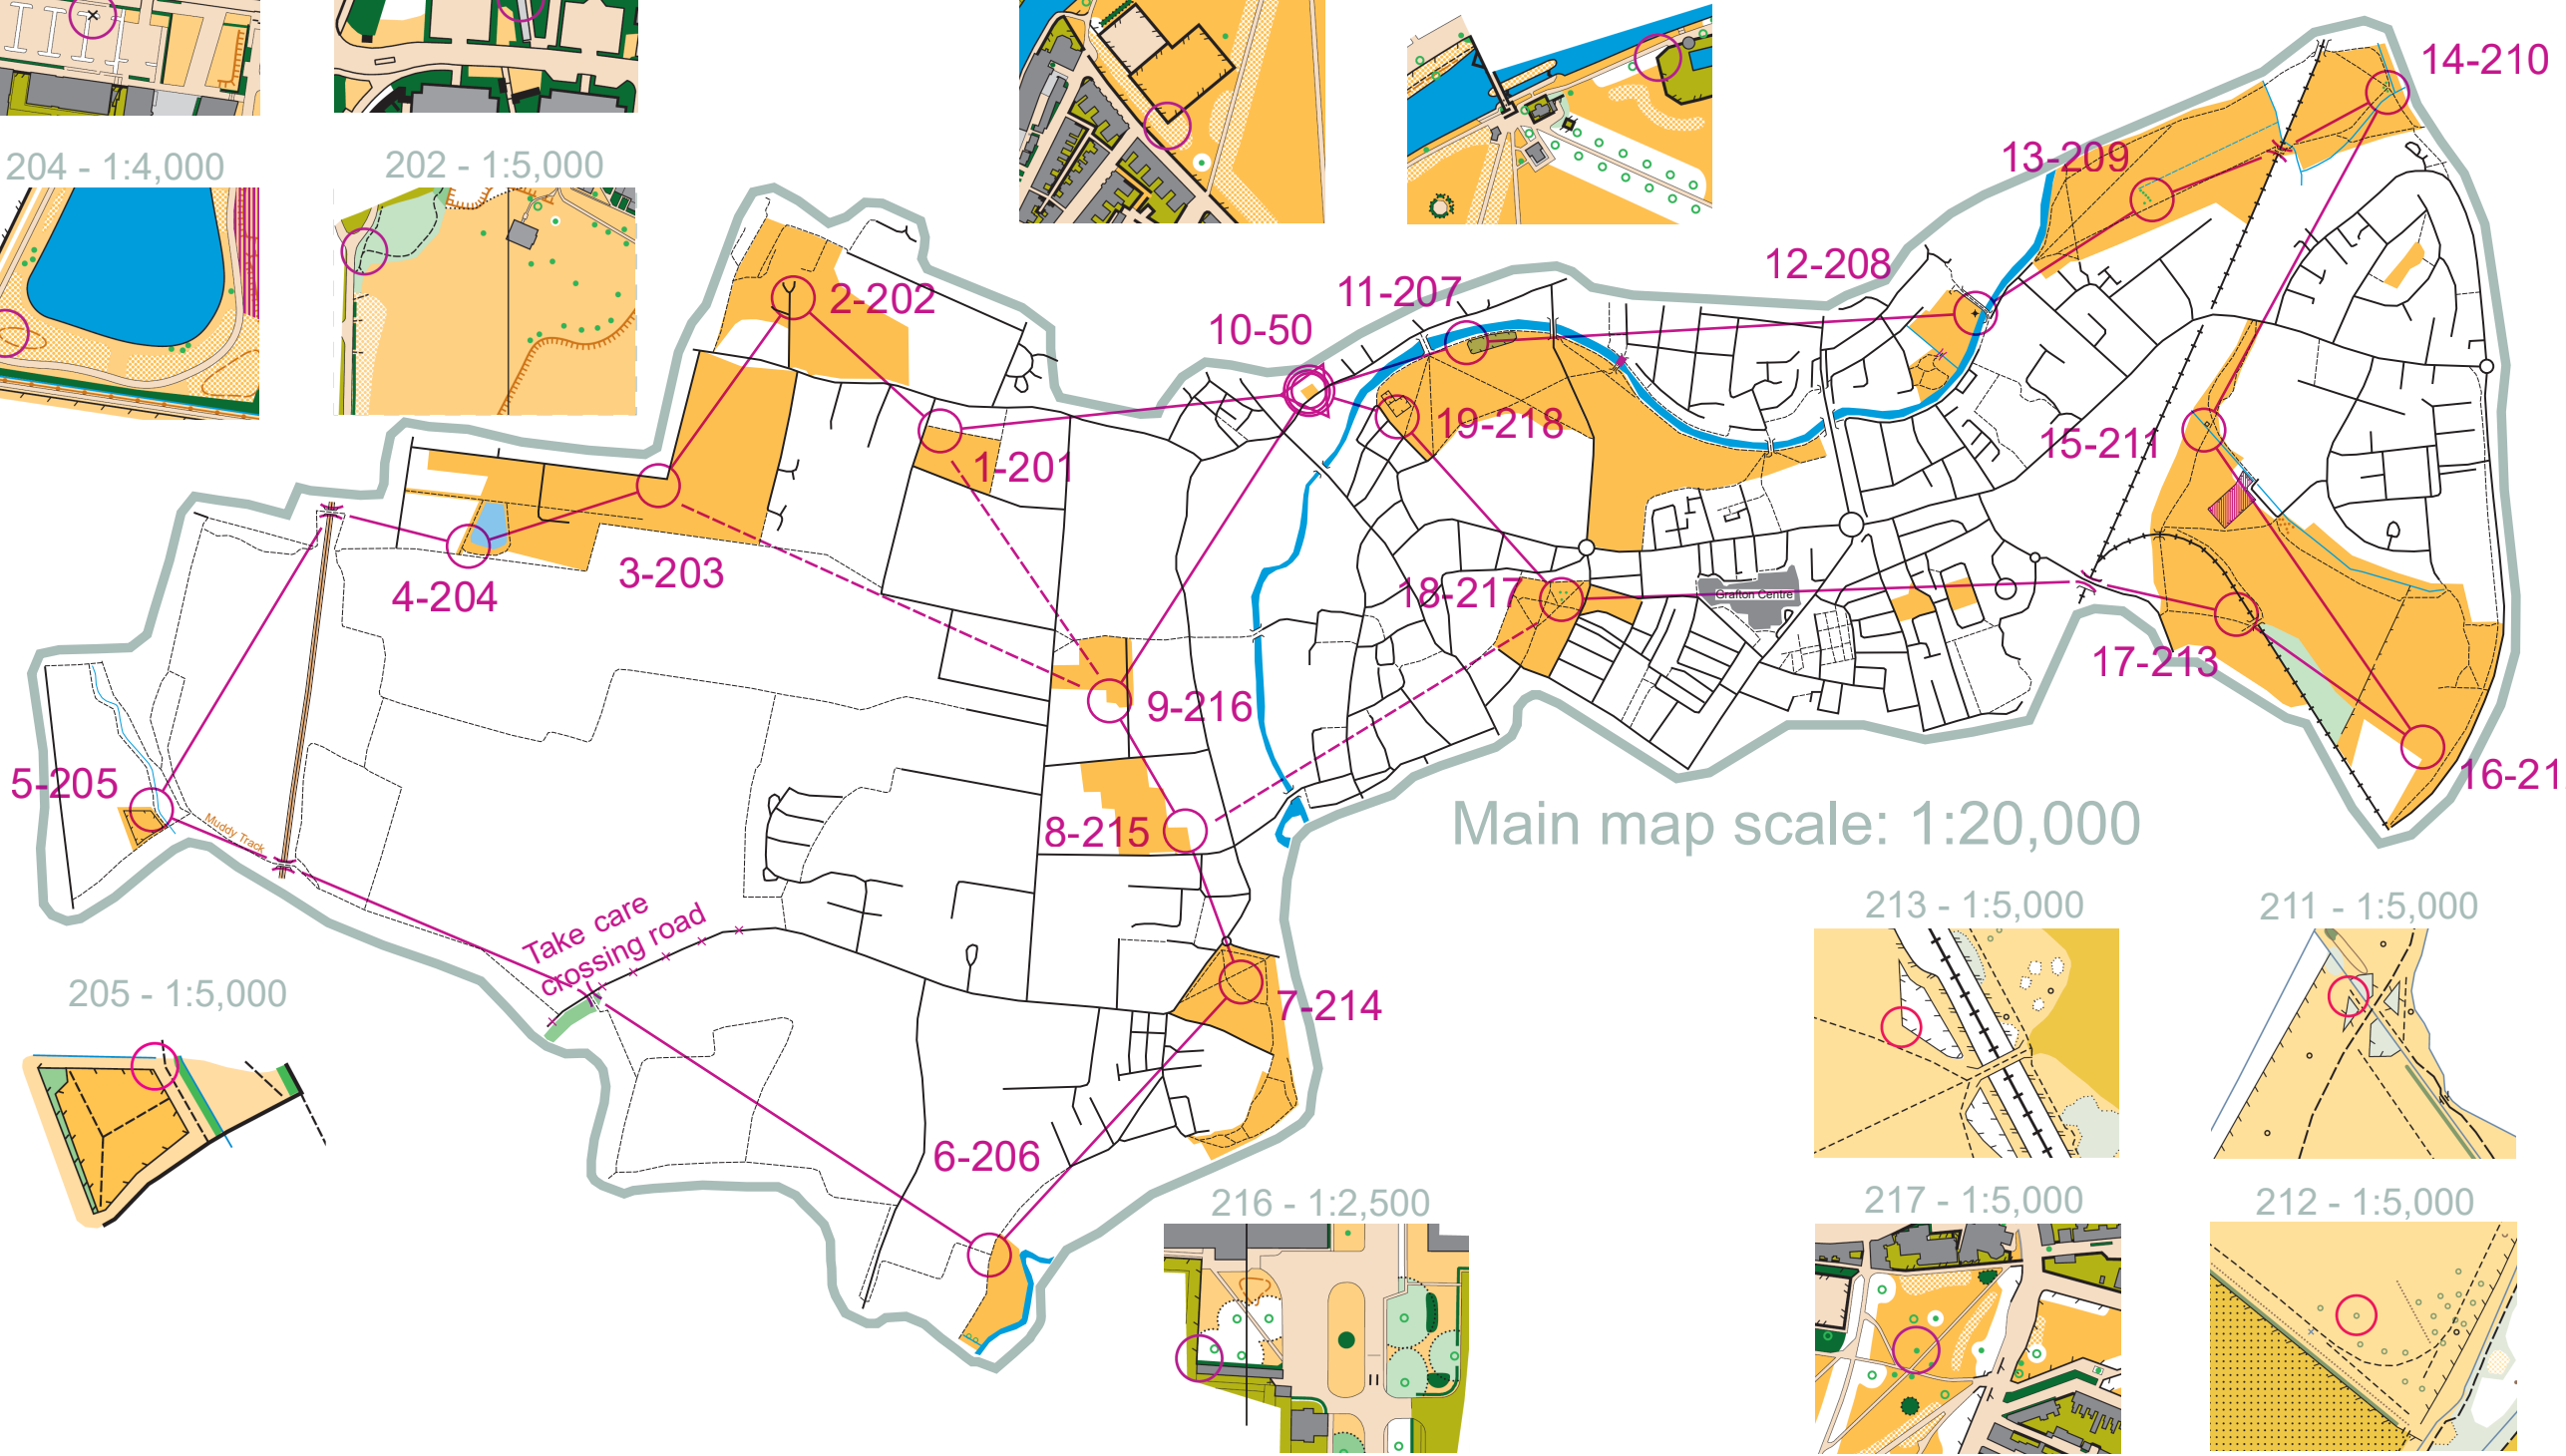 204 - 1:4,000
202 - 1:5,000
14-210
13-209
12-208
11-207
10-50
2-202
19-218
1-201
15-211
3-203
4-204
18-217
Grafton Centre
17-213
9-216
16-21
5-205
Muddy Track
8-215
Main map scale: 1:20,000
Take care
crossing road
7-214
6-206
205 - 1:5,000
213 - 1:5,000
211 - 1:5,000
216 - 1:2,500
217 - 1:5,000
212 - 1:5,000